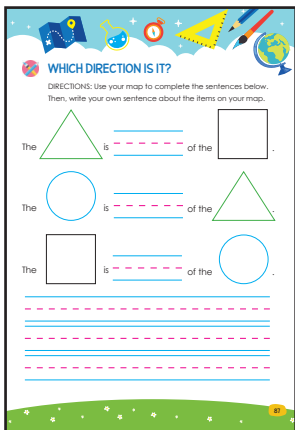 WHICH DIRECTION IS IT?
DIRECTIONS: Use your map to complete the sentences below.
Then, write your own sentence about the items on your map.
The is of the .
The is of the .
The is of the .
87